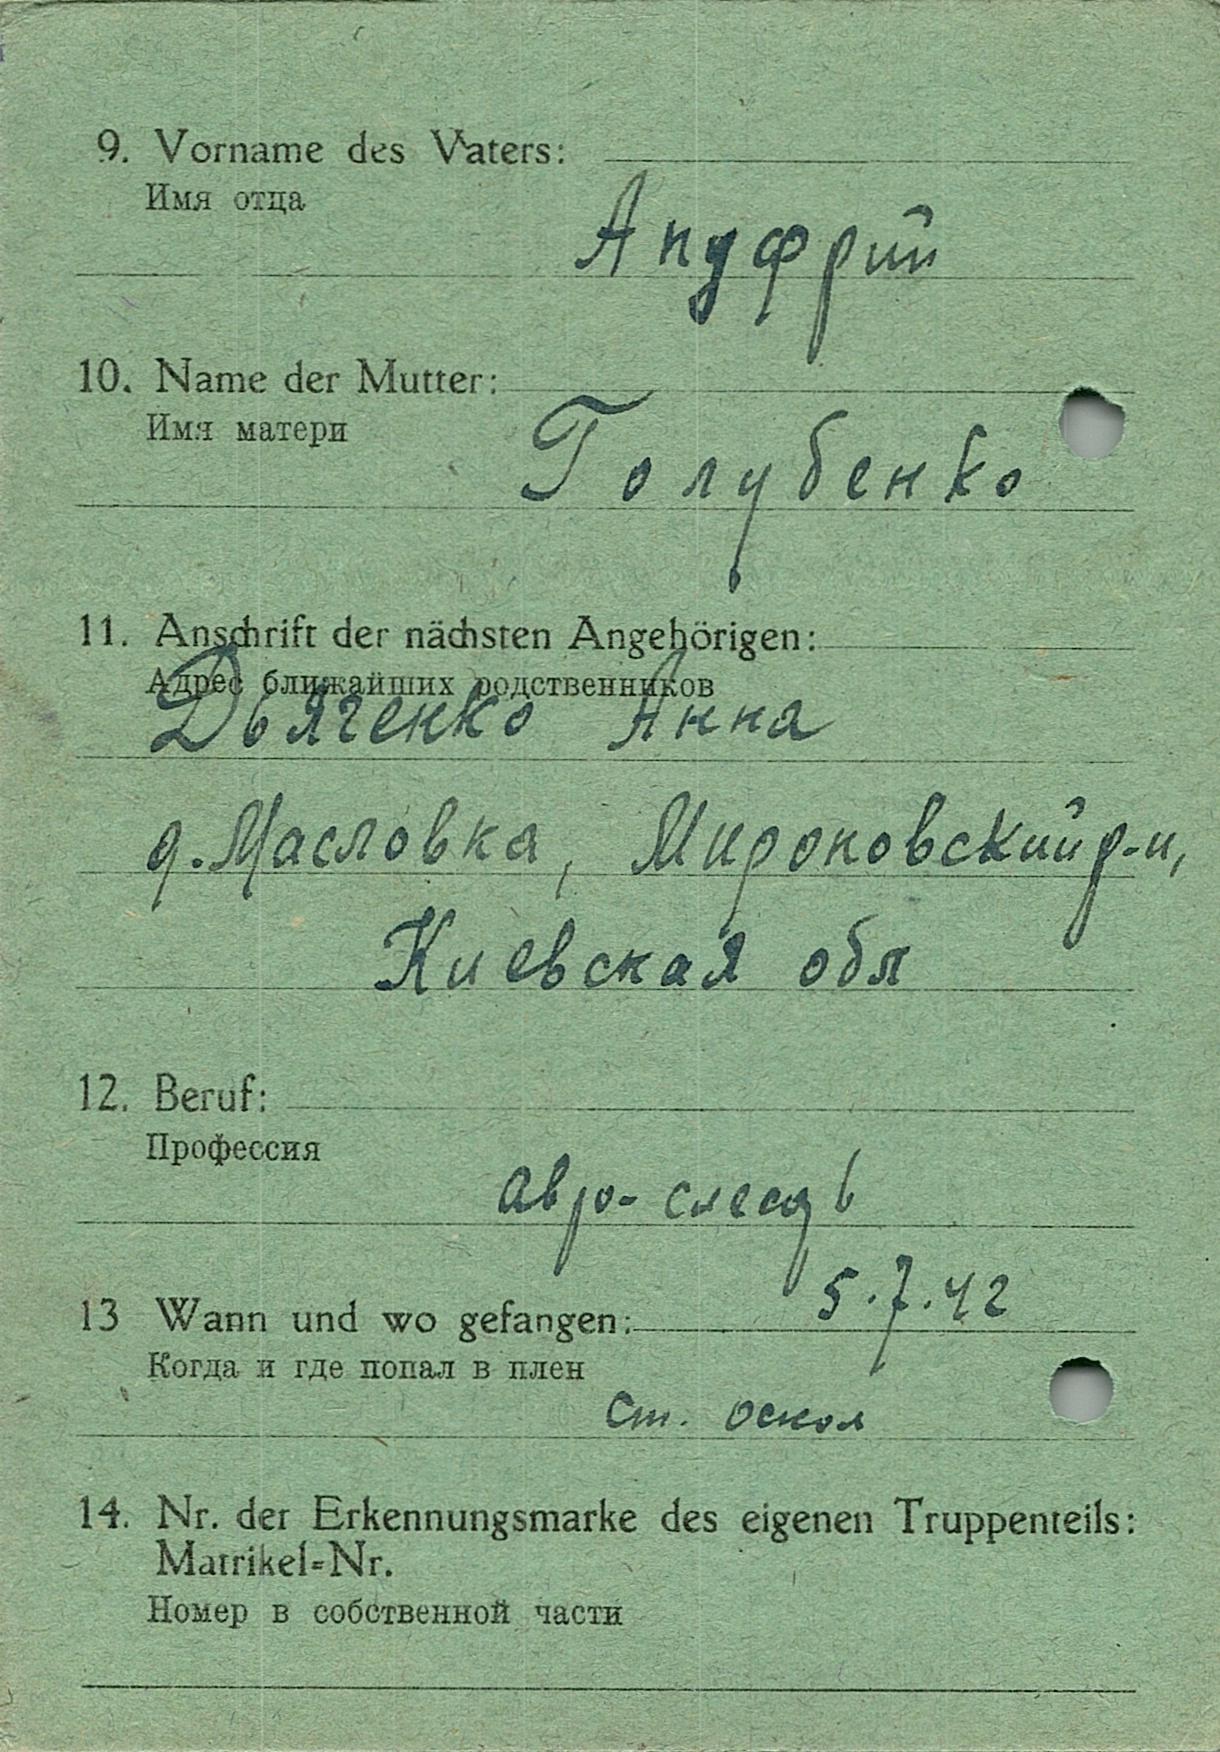 9. Vorname des Vaters:
Имя отца
Ануфрий
10. Name der Mutter:
Имя матери
Голубенко
11. Anschrift der nächsten Angehörigen:
Адрес ближайших родственников
Дьяченко Анна
д. Масловка, Мироновский р-н,
Киевская обл
12. Beruf:
Профессия
слесарь
5.7.42
13 Wann und wo gefangen:
Когда и где попал в плен
Ст. Оскол
14. Nr. der Erkennungsmarke des eigenen Truppenteils:
Matrikel=Nr.
Номер в собственной части